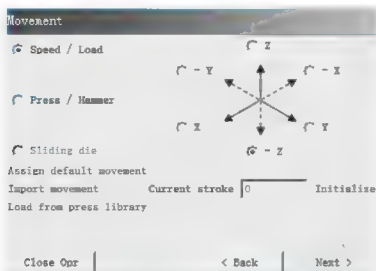 Movement
Speed / Load
Z
- Y
- X
Press / Hammer
X
Y
Sliding die
- Z
Assign default movement
Import movement
Current stroke 0 Initialise
Load from press library
Close Opr
< Back
Next >